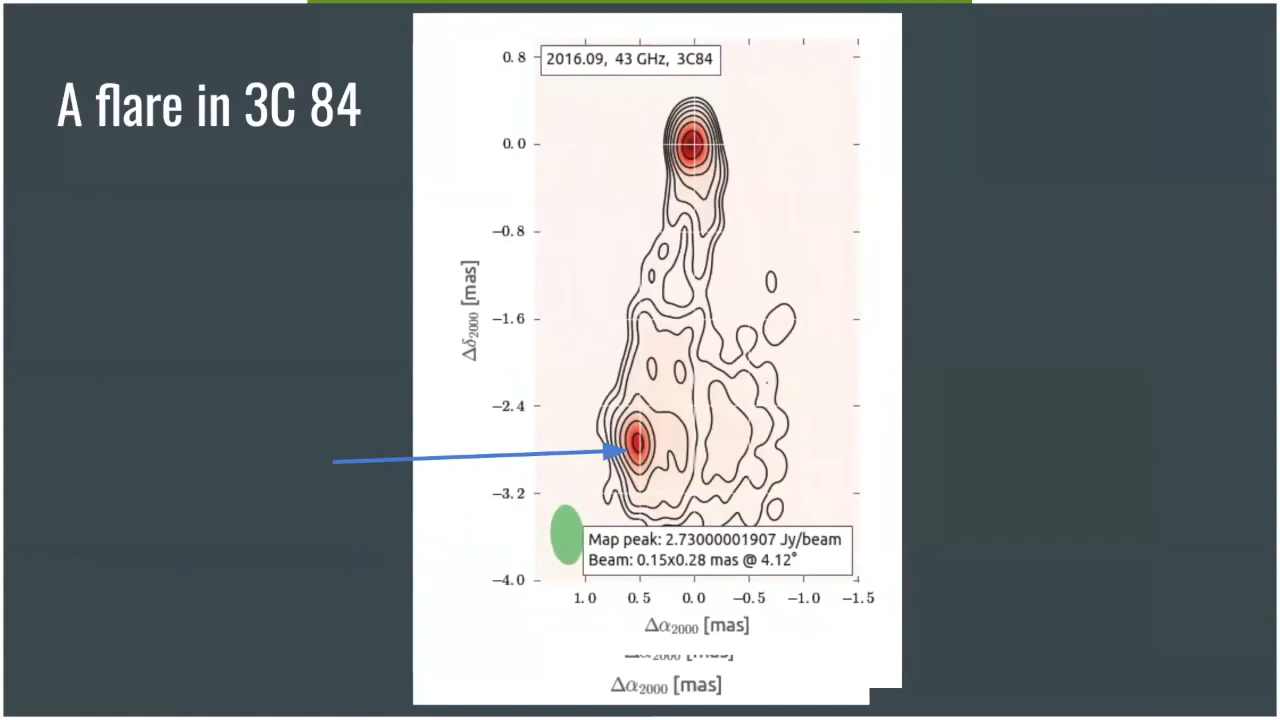 A flare in 3C 84
2016.09, 43 GHz, 3C84
0.8
0.0
−0.8
−1.6
−2.4
−3.2
−4.0
Δδ2000 [mas]
Map peak: 2.73000001907 Jy/beam
Beam: 0.15x0.28 mas @ 4.12°
1.0 0.5 0.0 −0.5 −1.0 −1.5
Δα2000 [mas]
Δα2000 [mas]
Δα2000 [mas]